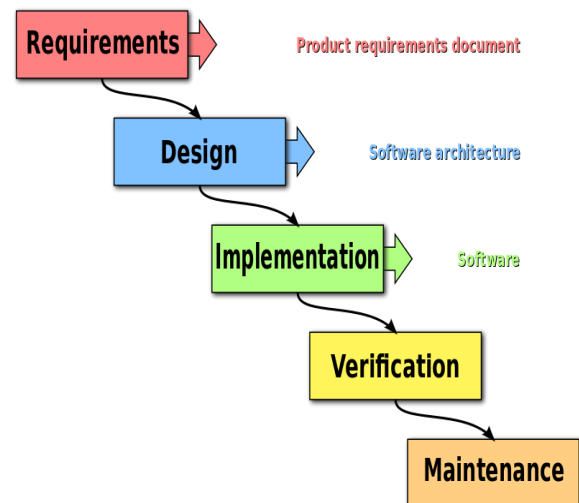 Requirements
Product requirements document
Design
Software architecture
Implementation
Software
Verification
Maintenance